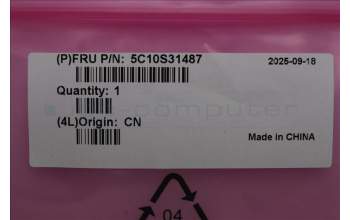 (P)FRU P/N: 5C10S31487
2025-09-18
Quantity: 1
(4L)Origin: CN
Made in CHINA
04